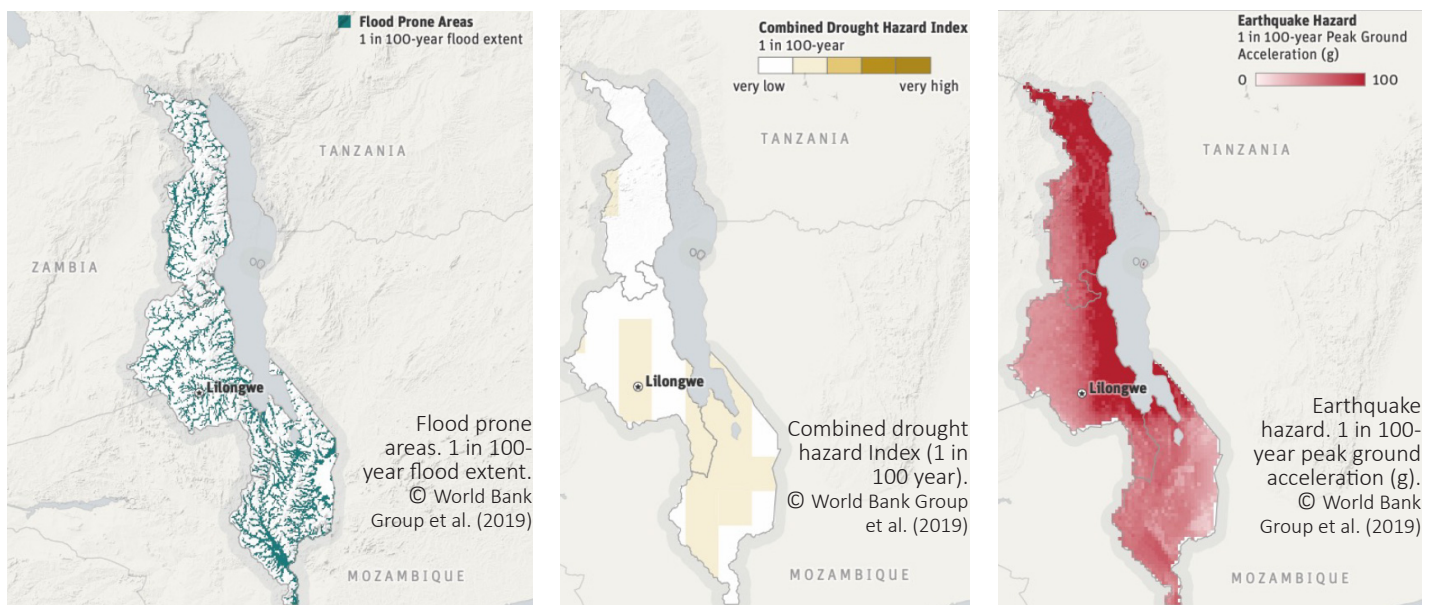 Flood Prone Areas
1 in 100-year flood extent
TANZANIA
ZAMBIA
Lilongwe
MOZAMBIQUE
Flood prone
areas. 1 in 100-
year flood extent.
© World Bank
Group et al. (2019)
Combined Drought Hazard Index
1 in 100-year
very low
very high
TANZANIA
Lilongwe
MOZAMBIQUE
Combined drought
hazard Index (1 in
100 year).
© World Bank Group
et al. (2019)
Earthquake Hazard
1 in 100-year Peak Ground
Acceleration (g)
0
100
TANZANIA
Lilongwe
MOZAMBIQUE
Earthquake
hazard. 1 in 100-
year peak ground
acceleration (g).
© World Bank
Group et al. (2019)